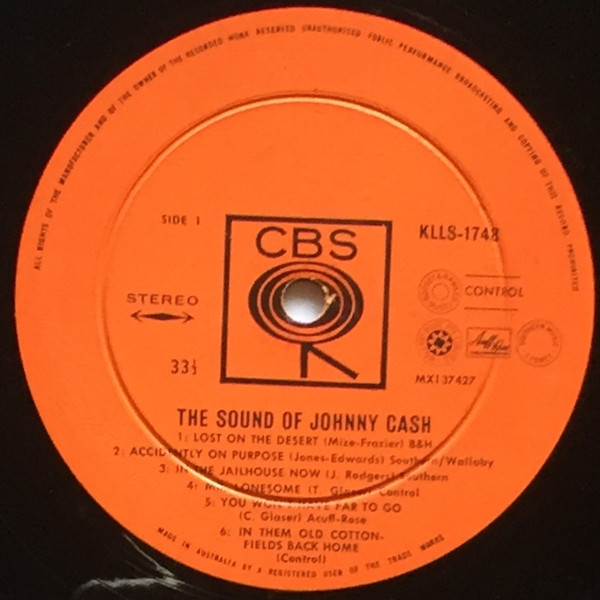 ALL RIGHTS OF THE MANUFACTURER AND OF THE OWNER OF THE RECORDED WORK RESERVED UNAUTHORISED PUBLIC PERFORMANCE BROADCASTING AND COPYING OF THIS RECORD PROHIBITED
SIDE 1
CBS
KLLS-1748
STEREO
CONTROL
33⅓
MX137427
THE SOUND OF JOHNNY CASH
1: LOST ON THE DESERT (Mize-Frazier) B&H
2: ACCIDENTLY ON PURPOSE (Jones-Edwards) Southern/Wallaby
3: IN THE JAILHOUSE NOW (J. Rodgers) Southern
4: MR. LONESOME (T. Glaser) Control
5: YOU WON'T HAVE FAR TO GO
(C. Glaser) Acuff-Rose
6: IN THEM OLD COTTON-
FIELDS BACK HOME
(Control)
MADE IN AUSTRALIA BY A REGISTERED USER OF THE TRADE MARKS